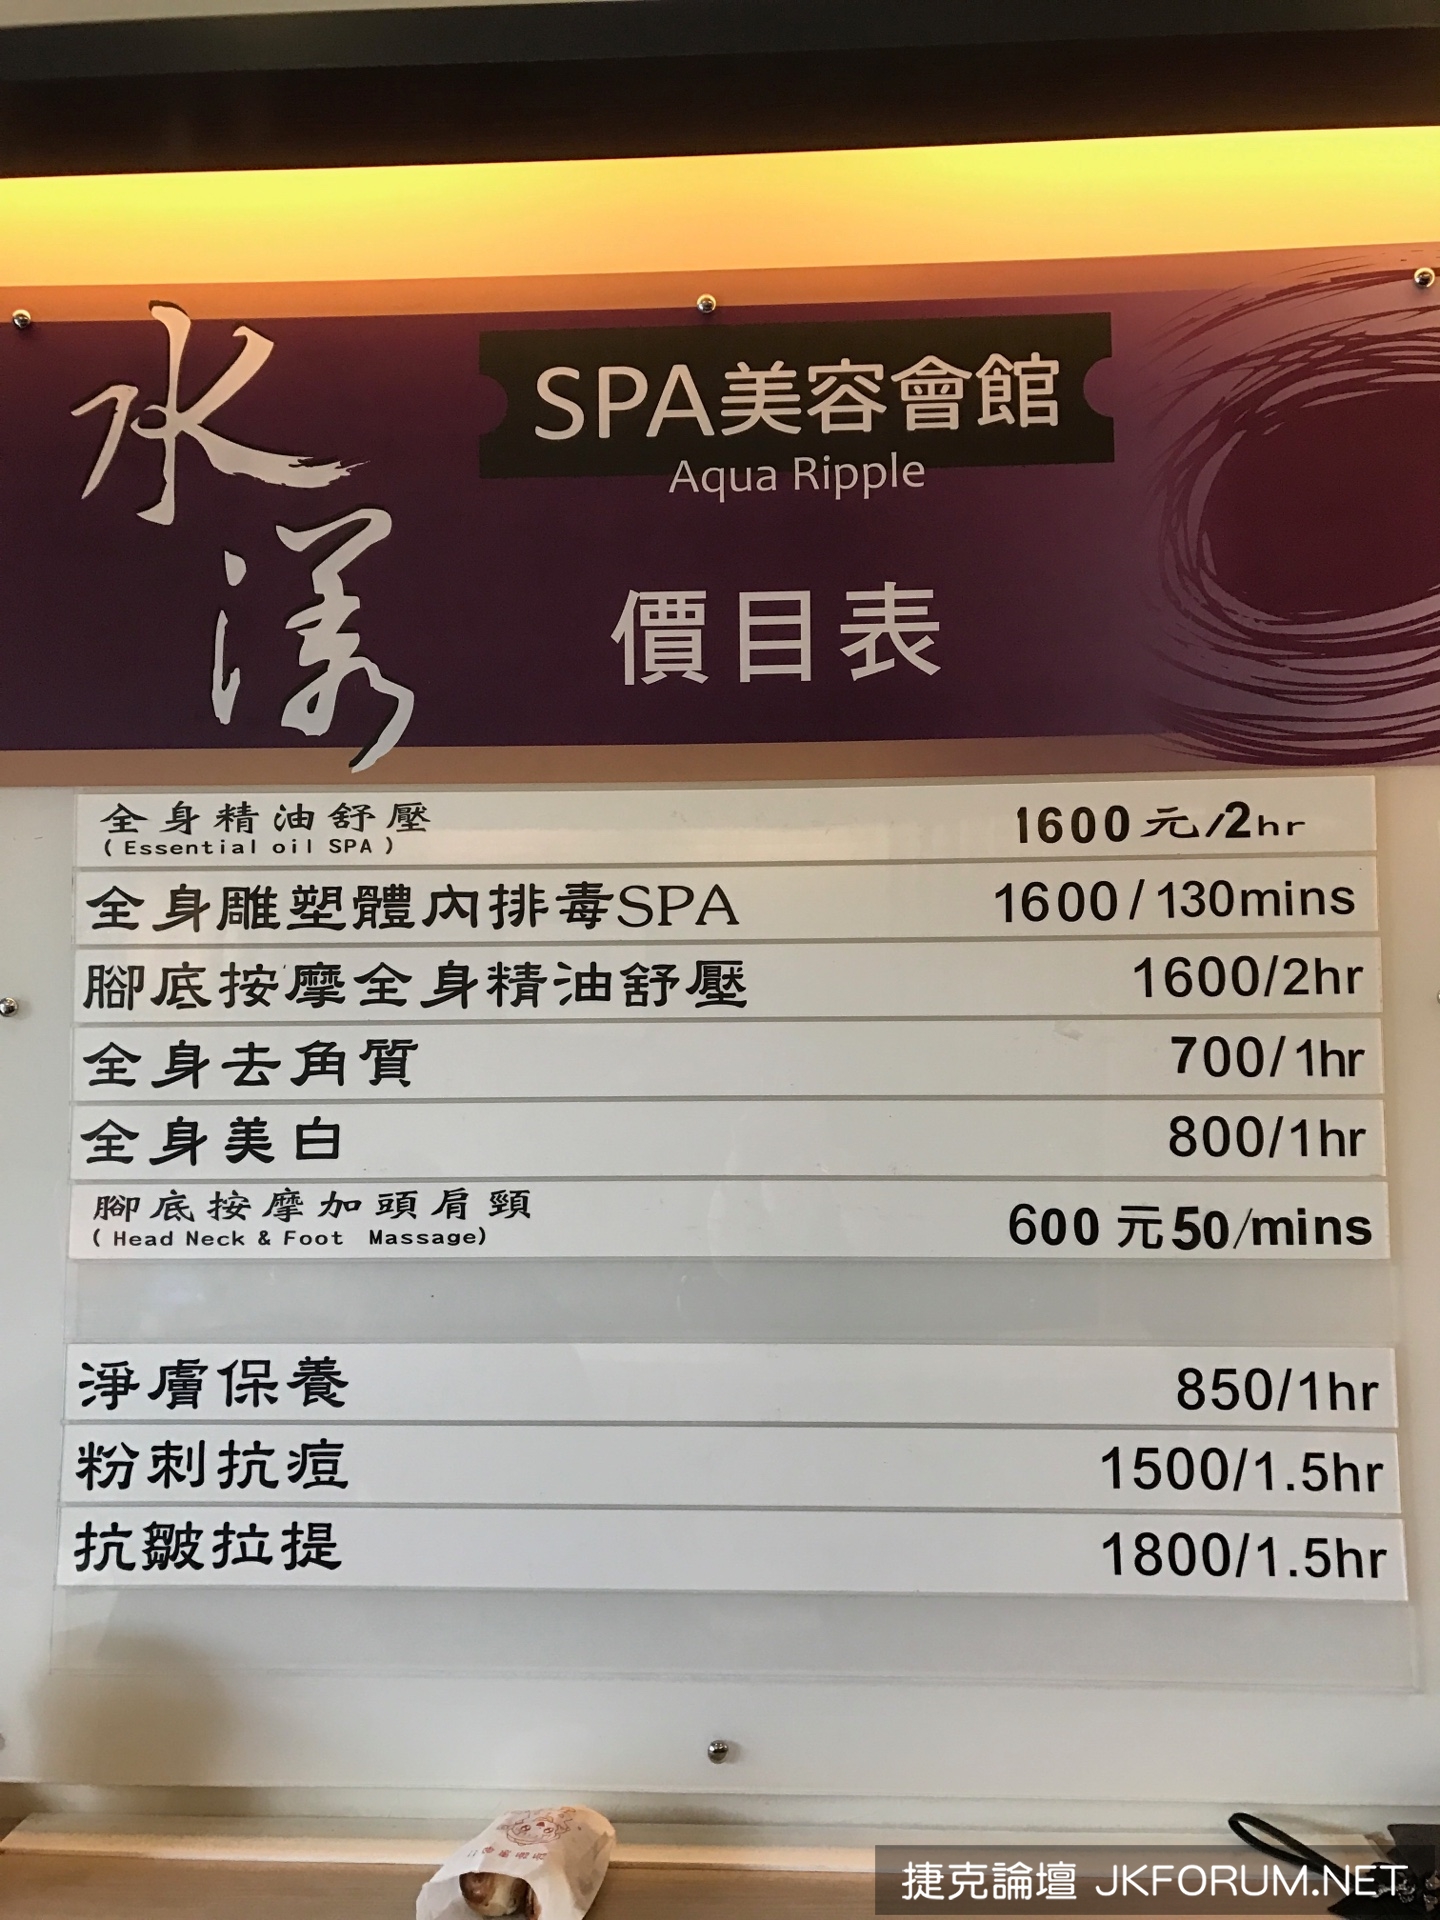 水漾
SPA美容會館
Aqua Ripple
價目表
全身精油舒壓 1600元/2hr
( Essential oil SPA )
全身雕塑體內排毒SPA 1600/130mins
腳底按摩全身精油舒壓 1600/2hr
全身去角質 700/1hr
全身美白 800/1hr
腳底按摩加頭肩頸 600元50/mins
( Head Neck & Foot Massage)
淨膚保養 850/1hr
粉刺抗痘 1500/1.5hr
抗皺拉提 1800/1.5hr
捷克論壇 JKFORUM.NET